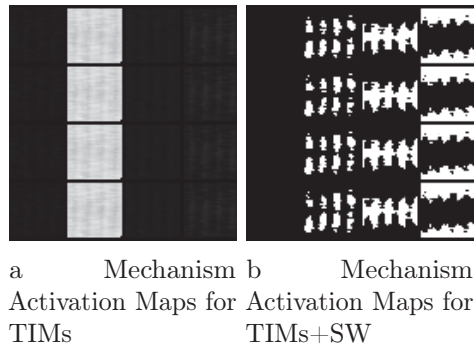 a Mechanism
Activation Maps for
TIMs
b Mechanism
Activation Maps for
TIMs+SW